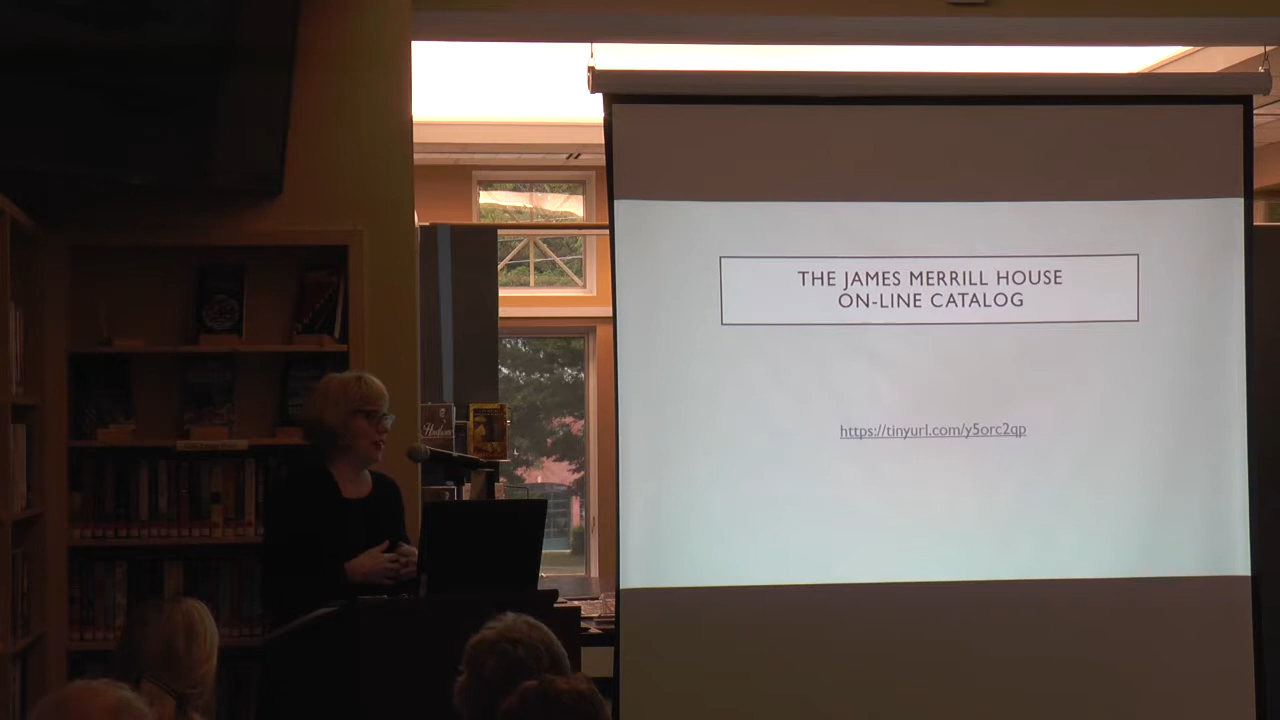 THE JAMES MERRILL HOUSE
ON-LINE CATALOG
https://tinyurl.com/y5orc2qp